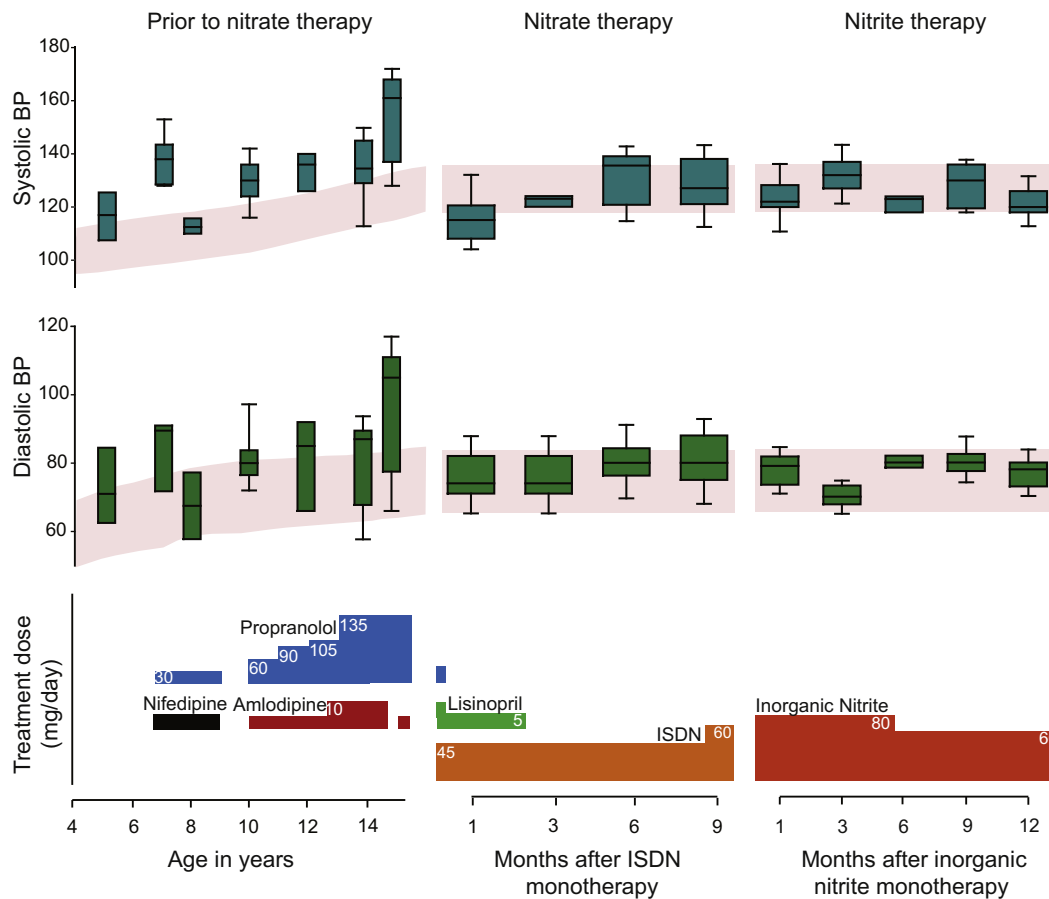 Prior to nitrate therapy
Nitrate therapy
Nitrite therapy
Systolic BP
180
160
140
120
100
Diastolic BP
120
100
80
60
Treatment dose
(mg/day)
Propranolol
30
60
90
105
135
Nifedipine
Amlodipine
10
Lisinopril
5
ISDN
45
60
Inorganic Nitrite
80
6
4 6 8 10 12 14
Age in years
1 3 6 9
Months after ISDN
monotherapy
1 3 6 9 12
Months after inorganic
nitrite monotherapy